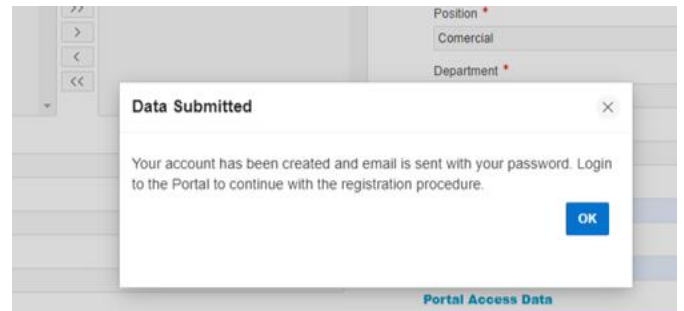 >>
>
<
<<
Position *
Comercial
Department *
Data Submitted
Your account has been created and email is sent with your password. Login
to the Portal to continue with the registration procedure.
OK
Portal Access Data